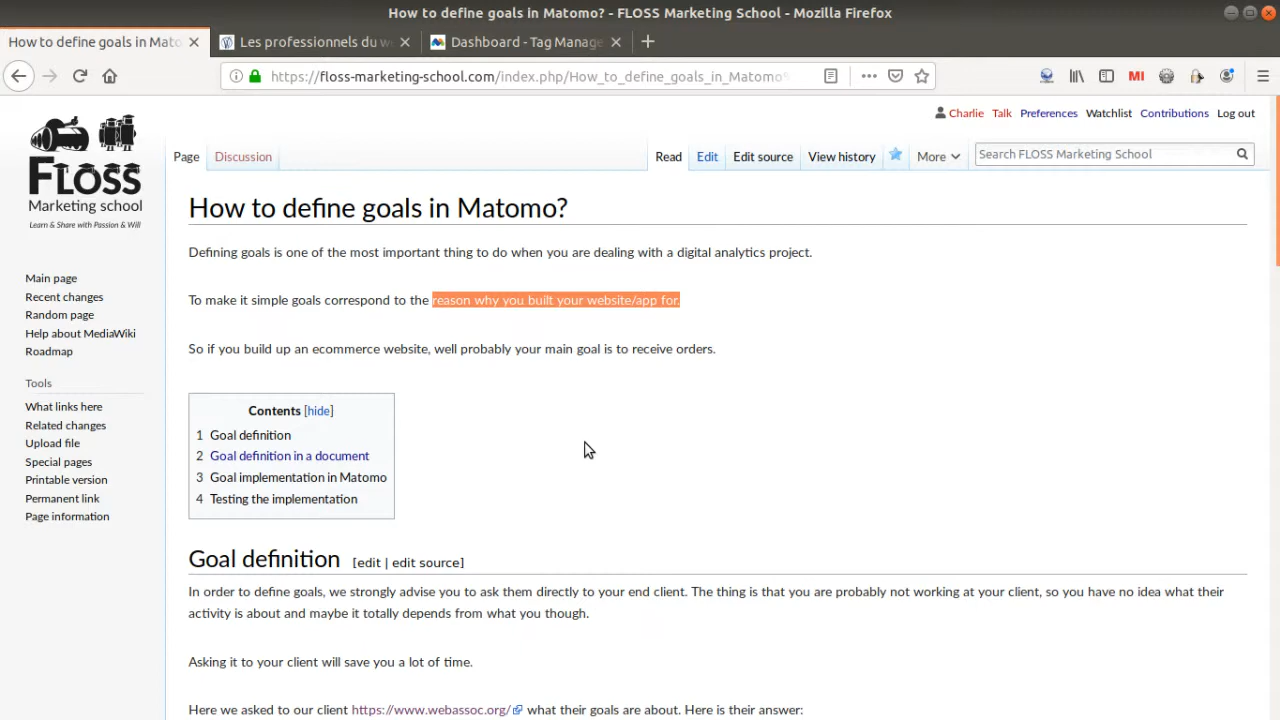 How to define goals in Matomo? - FLOSS Marketing School - Mozilla Firefox
How to define goals in Mato
Les professionnels du w
Dashboard - Tag Manage
https://floss-marketing-school.com/index.php/How_to_define_goals_in_Matomo%
MI
Charlie Talk Preferences Watchlist Contributions Log out
Page Discussion Read Edit Edit source View history More Search FLOSS Marketing School
FLOSS
Marketing school
Learn & Share with Passion & Will
Main page
Recent changes
Random page
Help about MediaWiki
Roadmap
Tools
What links here
Related changes
Upload file
Special pages
Printable version
Permanent link
Page information
How to define goals in Matomo?
Defining goals is one of the most important thing to do when you are dealing with a digital analytics project.
To make it simple goals correspond to the reason why you built your website/app for.
So if you build up an ecommerce website, well probably your main goal is to receive orders.
Contents [hide]
1 Goal definition
2 Goal definition in a document
3 Goal implementation in Matomo
4 Testing the implementation
Goal definition [edit | edit source]
In order to define goals, we strongly advise you to ask them directly to your end client. The thing is that you are probably not working at your client, so you have no idea what their
activity is about and maybe it totally depends from what you though.
Asking it to your client will save you a lot of time.
Here we asked to our client https://www.webassoc.org/ what their goals are about. Here is their answer: